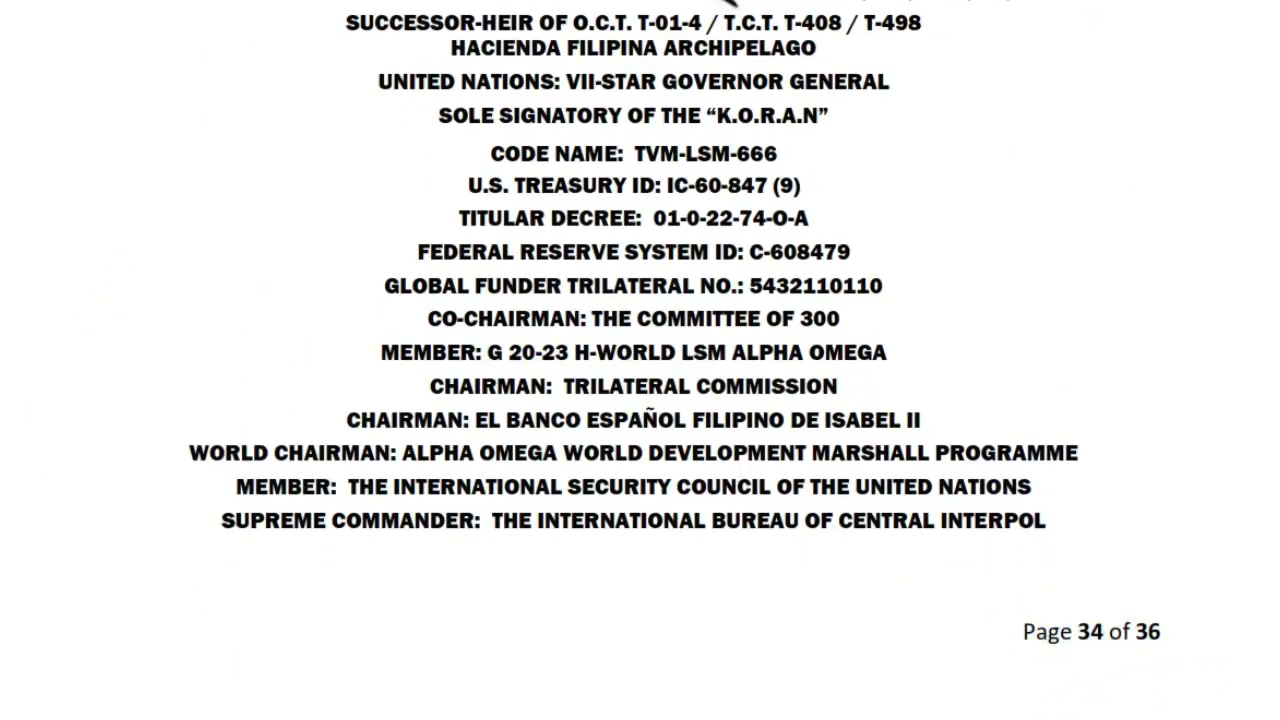 SUCCESSOR-HEIR OF O.C.T. T-01-4 / T.C.T. T-408 / T-498
HACIENDA FILIPINA ARCHIPELAGO
UNITED NATIONS: VII-STAR GOVERNOR GENERAL
SOLE SIGNATORY OF THE “K.O.R.A.N”
CODE NAME: TVM-LSM-666
U.S. TREASURY ID: IC-60-847 (9)
TITULAR DECREE: 01-0-22-74-O-A
FEDERAL RESERVE SYSTEM ID: C-608479
GLOBAL FUNDER TRILATERAL NO.: 5432110110
CO-CHAIRMAN: THE COMMITTEE OF 300
MEMBER: G 20-23 H-WORLD LSM ALPHA OMEGA
CHAIRMAN: TRILATERAL COMMISSION
CHAIRMAN: EL BANCO ESPAÑOL FILIPINO DE ISABEL II
WORLD CHAIRMAN: ALPHA OMEGA WORLD DEVELOPMENT MARSHALL PROGRAMME
MEMBER: THE INTERNATIONAL SECURITY COUNCIL OF THE UNITED NATIONS
SUPREME COMMANDER: THE INTERNATIONAL BUREAU OF CENTRAL INTERPOL
Page 34 of 36